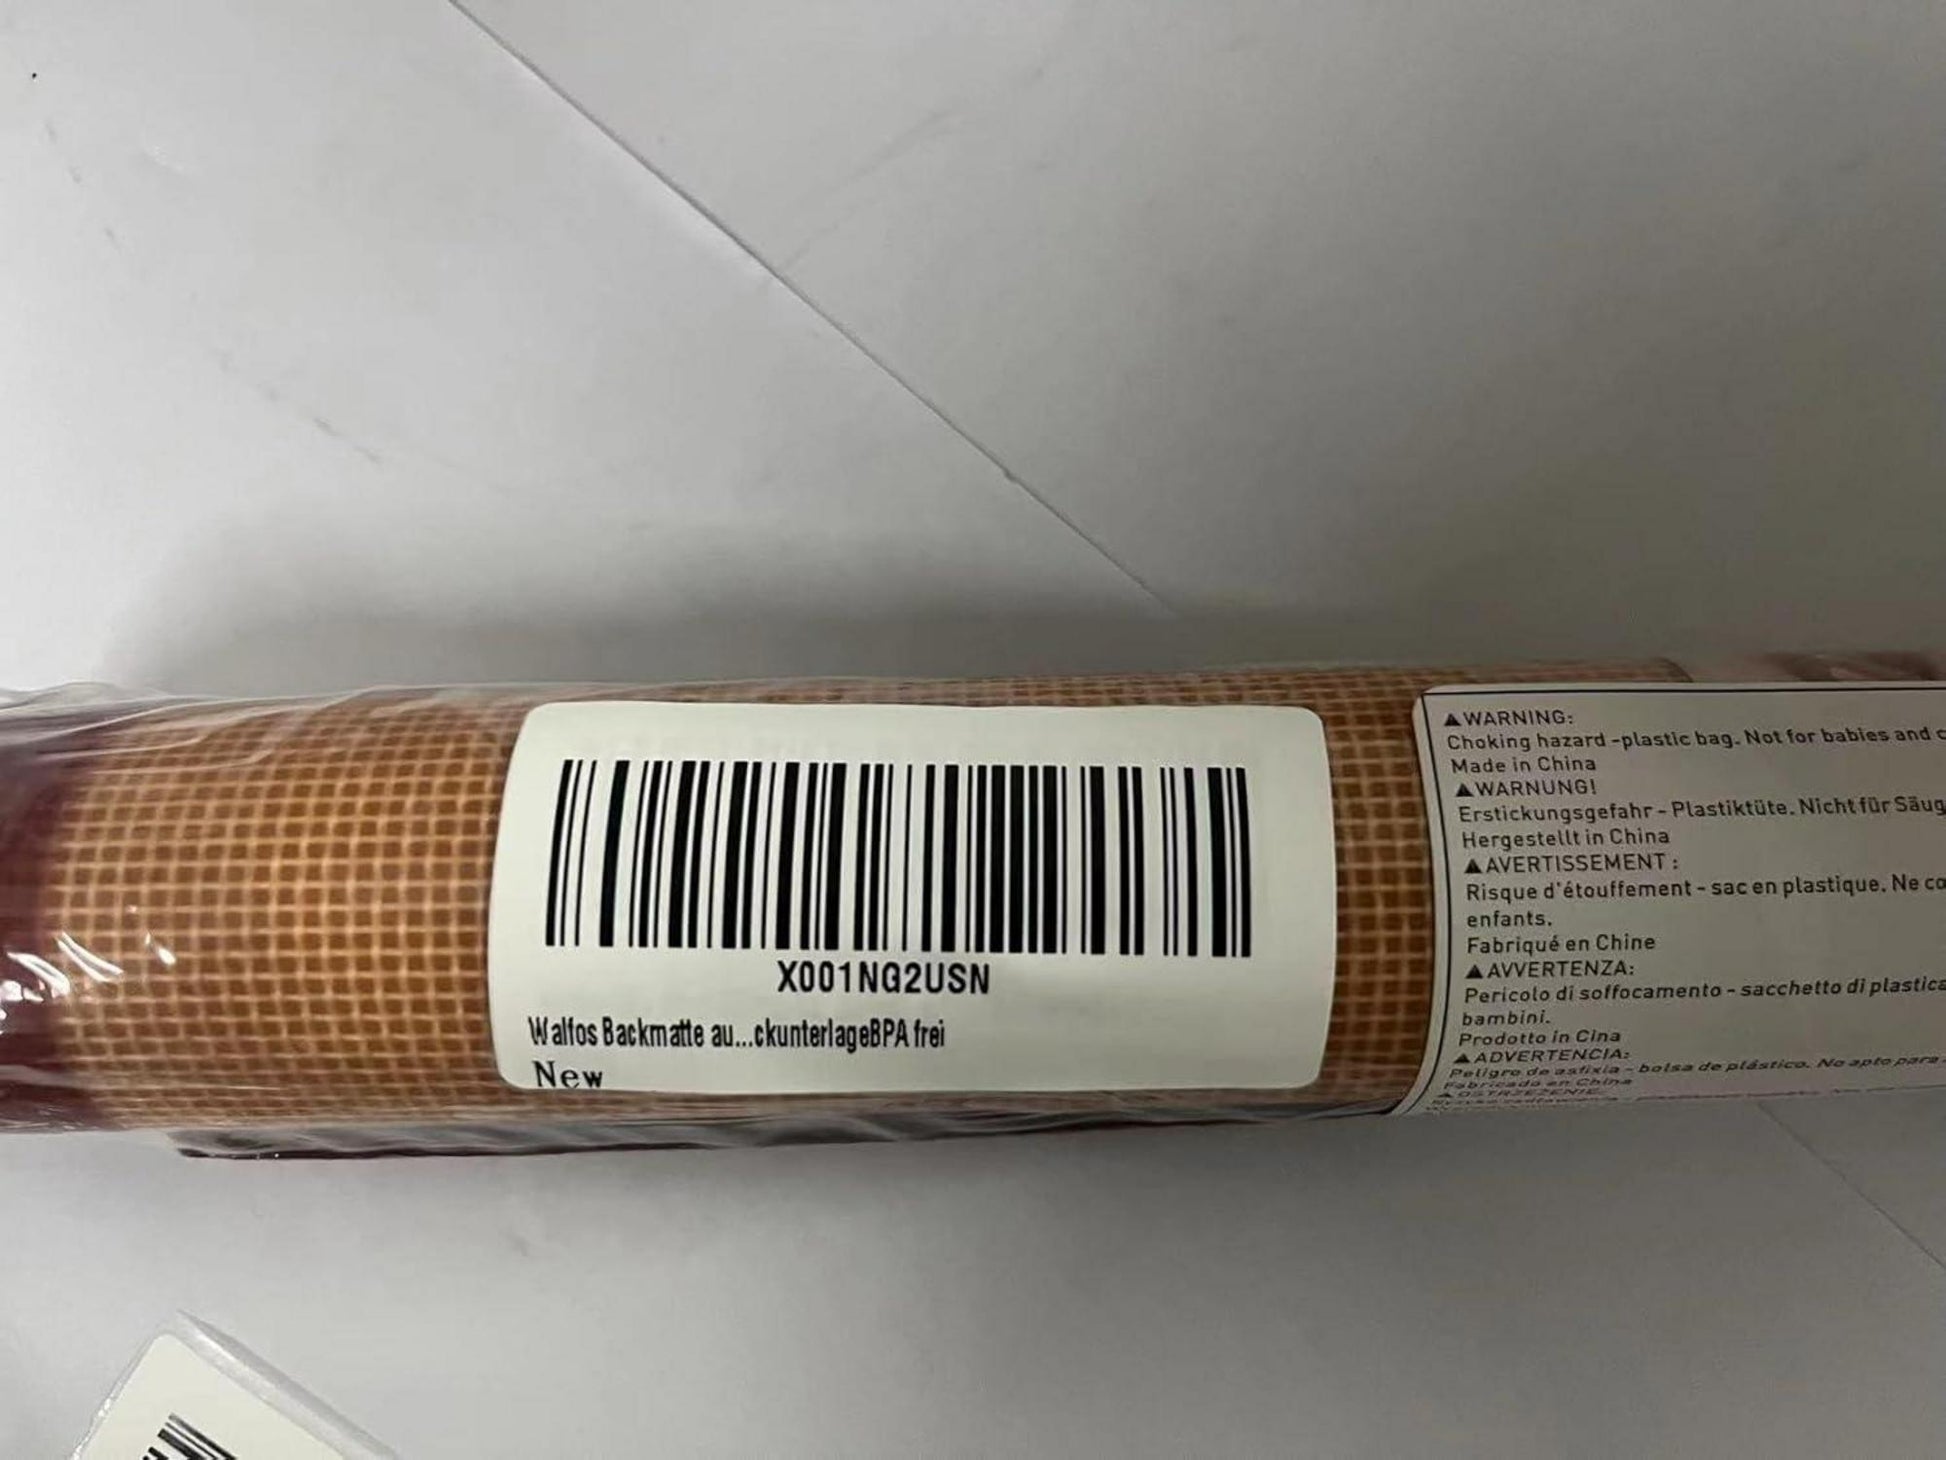 X001NG2USN
Walfos Backmatte au...ckunterlageBPA frei
New
▲WARNING:
Choking hazard -plastic bag. Not for babies and c
Made in China
▲WARNUNG!
Erstickungsgefahr - Plastiktüte. Nicht für Säug
Hergestellt in China
▲AVERTISSEMENT :
Risque d'étouffement - sac en plastique. Ne co
enfants.
Fabriqué en Chine
▲AVVERTENZA:
Pericolo di soffocamento - sacchetto di plastica
bambini.
Prodotto in Cina
▲ADVERTENCIA:
Peligro de asfixia - bolsa de plástico. No apto para
Fabricado en China
▲OSTRZEŻENIE